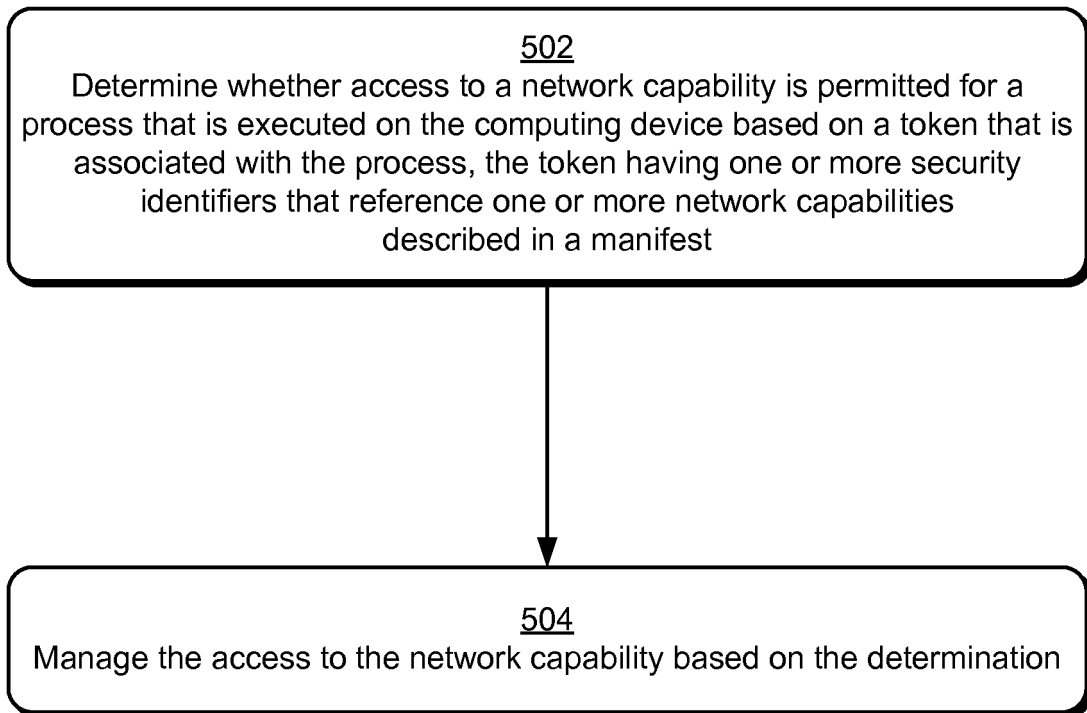 502
Determine whether access to a network capability is permitted for a
process that is executed on the computing device based on a token that is
associated with the process, the token having one or more security
identifiers that reference one or more network capabilities
described in a manifest
504
Manage the access to the network capability based on the determination